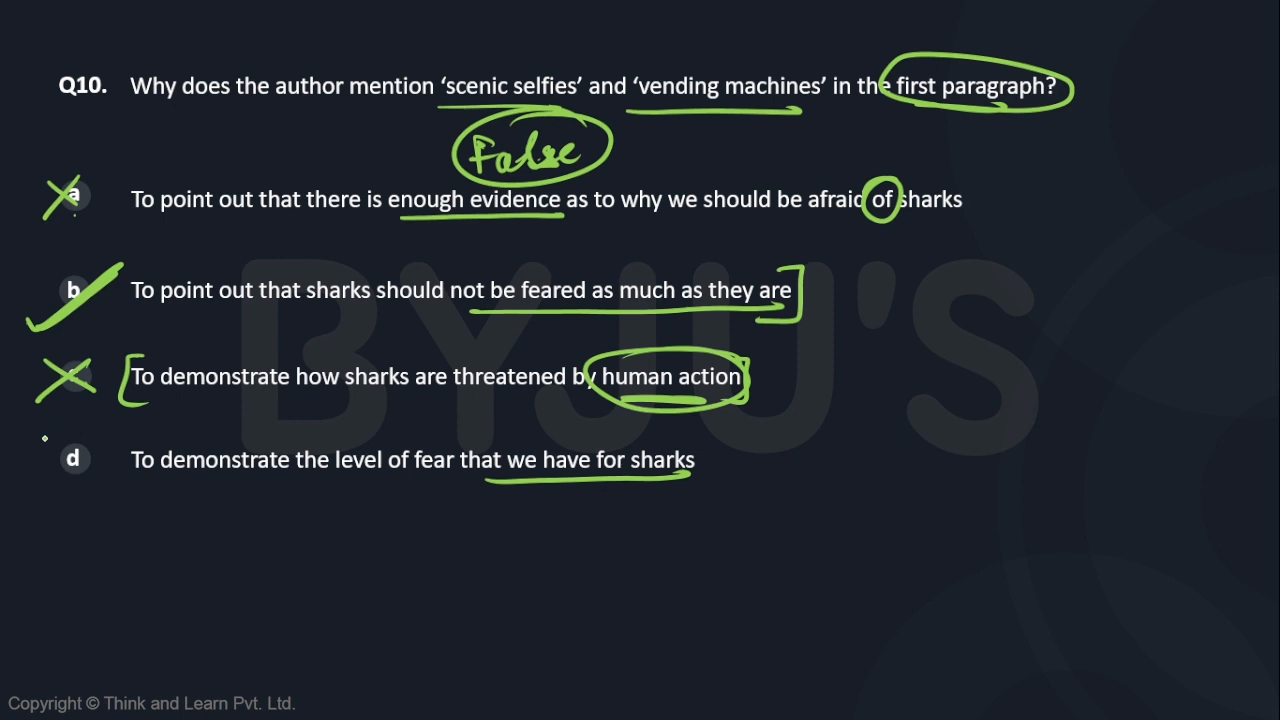 Q10. Why does the author mention ‘scenic selfies’ and ‘vending machines’ in the first paragraph?
False
a To point out that there is enough evidence as to why we should be afraid of sharks
b To point out that sharks should not be feared as much as they are
To demonstrate how sharks are threatened by human action
d To demonstrate the level of fear that we have for sharks
BYJU'S
Copyright © Think and Learn Pvt. Ltd.